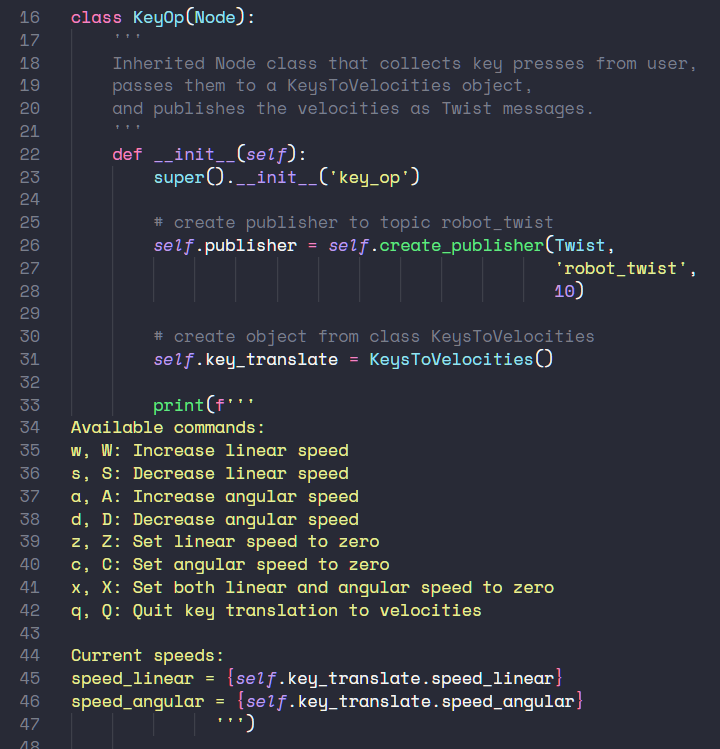 16 class KeyOp(Node):
17     '''
18     Inherited Node class that collects key presses from user,
19     passes them to a KeysToVelocities object,
20     and publishes the velocities as Twist messages.
21     '''
22     def __init__(self):
23         super().__init__('key_op')
24
25         # create publisher to topic robot_twist
26         self.publisher = self.create_publisher(Twist,
27                                                'robot_twist',
28                                                10)
29
30         # create object from class KeysToVelocities
31         self.key_translate = KeysToVelocities()
32
33         print(f'''
34 Available commands:
35 w, W: Increase linear speed
36 s, S: Decrease linear speed
37 a, A: Increase angular speed
38 d, D: Decrease angular speed
39 z, Z: Set linear speed to zero
40 c, C: Set angular speed to zero
41 x, X: Set both linear and angular speed to zero
42 q, Q: Quit key translation to velocities
43
44 Current speeds:
45 speed_linear = {self.key_translate.speed_linear}
46 speed_angular = {self.key_translate.speed_angular}
47               ''')
48